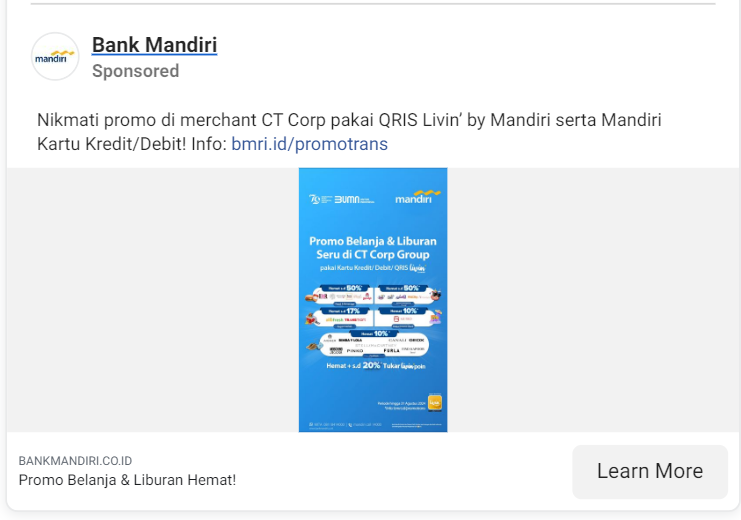 mandiri
Bank Mandiri
Sponsored
Nikmati promo di merchant CT Corp pakai QRIS Livin' by Mandiri serta Mandiri
Kartu Kredit/Debit! Info: bmri.id/promotrans
BUMN
mandiri
Promo Belanja & Liburan
Seru di CT Corp Group
pakai Kartu Kredit/ Debit/ QRIS livin'
Hemat s.d 50% Hemat s.d 50%
Hemat s.d 17% Hemat 10%
Hemat 10%
PINKO FURLA
Hemat + s.d 20% Tukar livin'poin
BANKMANDIRI.CO.ID
Promo Belanja & Liburan Hemat!
Learn More